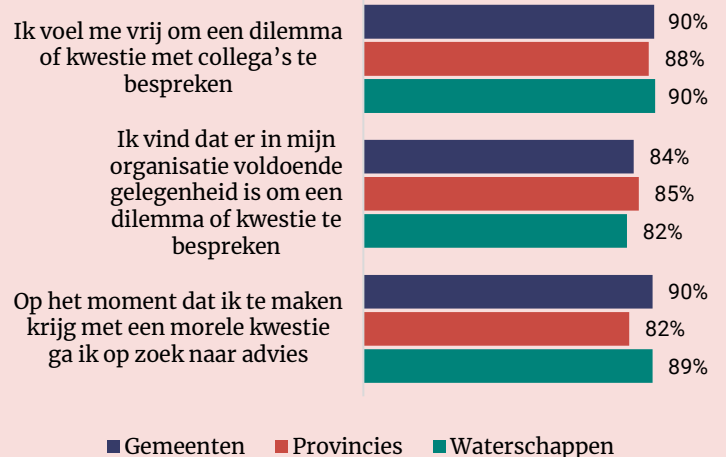 Ik voel me vrij om een dilemma
of kwestie met collega's te
bespreken
90%
88%
90%
Ik vind dat er in mijn
organisatie voldoende
gelegenheid is om een
dilemma of kwestie te
bespreken
84%
85%
82%
Op het moment dat ik te maken
krijg met een morele kwestie
ga ik op zoek naar advies
90%
82%
89%
Gemeenten Provincies Waterschappen